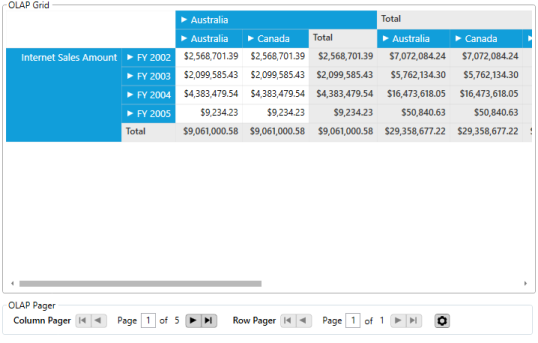 OLAP Grid
Australia Total
Australia Canada Total Australia Canada
Internet Sales Amount FY 2002 $2,568,701.39 $2,568,701.39 $2,568,701.39 $7,072,084.24 $7,072,084.24
FY 2003 $2,099,585.43 $2,099,585.43 $2,099,585.43 $5,762,134.30 $5,762,134.30
FY 2004 $4,383,479.54 $4,383,479.54 $4,383,479.54 $16,473,618.05 $16,473,618.05
FY 2005 $9,234.23 $9,234.23 $9,234.23 $50,840.63 $50,840.63
Total $9,061,000.58 $9,061,000.58 $9,061,000.58 $29,358,677.22 $29,358,677.22
OLAP Pager
Column Pager Page 1 of 5 Row Pager Page 1 of 1